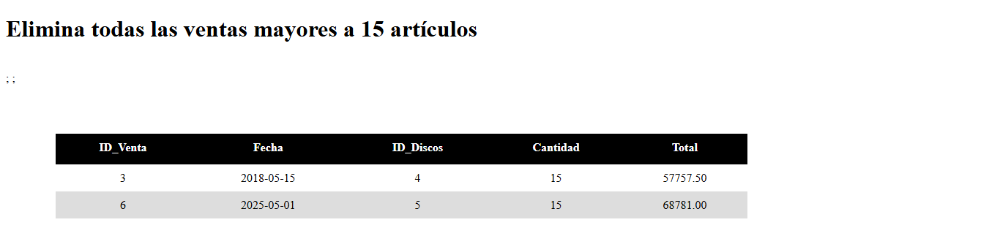 Elimina todas las ventas mayores a 15 artículos
; ;
ID_Venta Fecha ID_Discos Cantidad Total
3 2018-05-15 4 15 57757.50
6 2025-05-01 5 15 68781.00